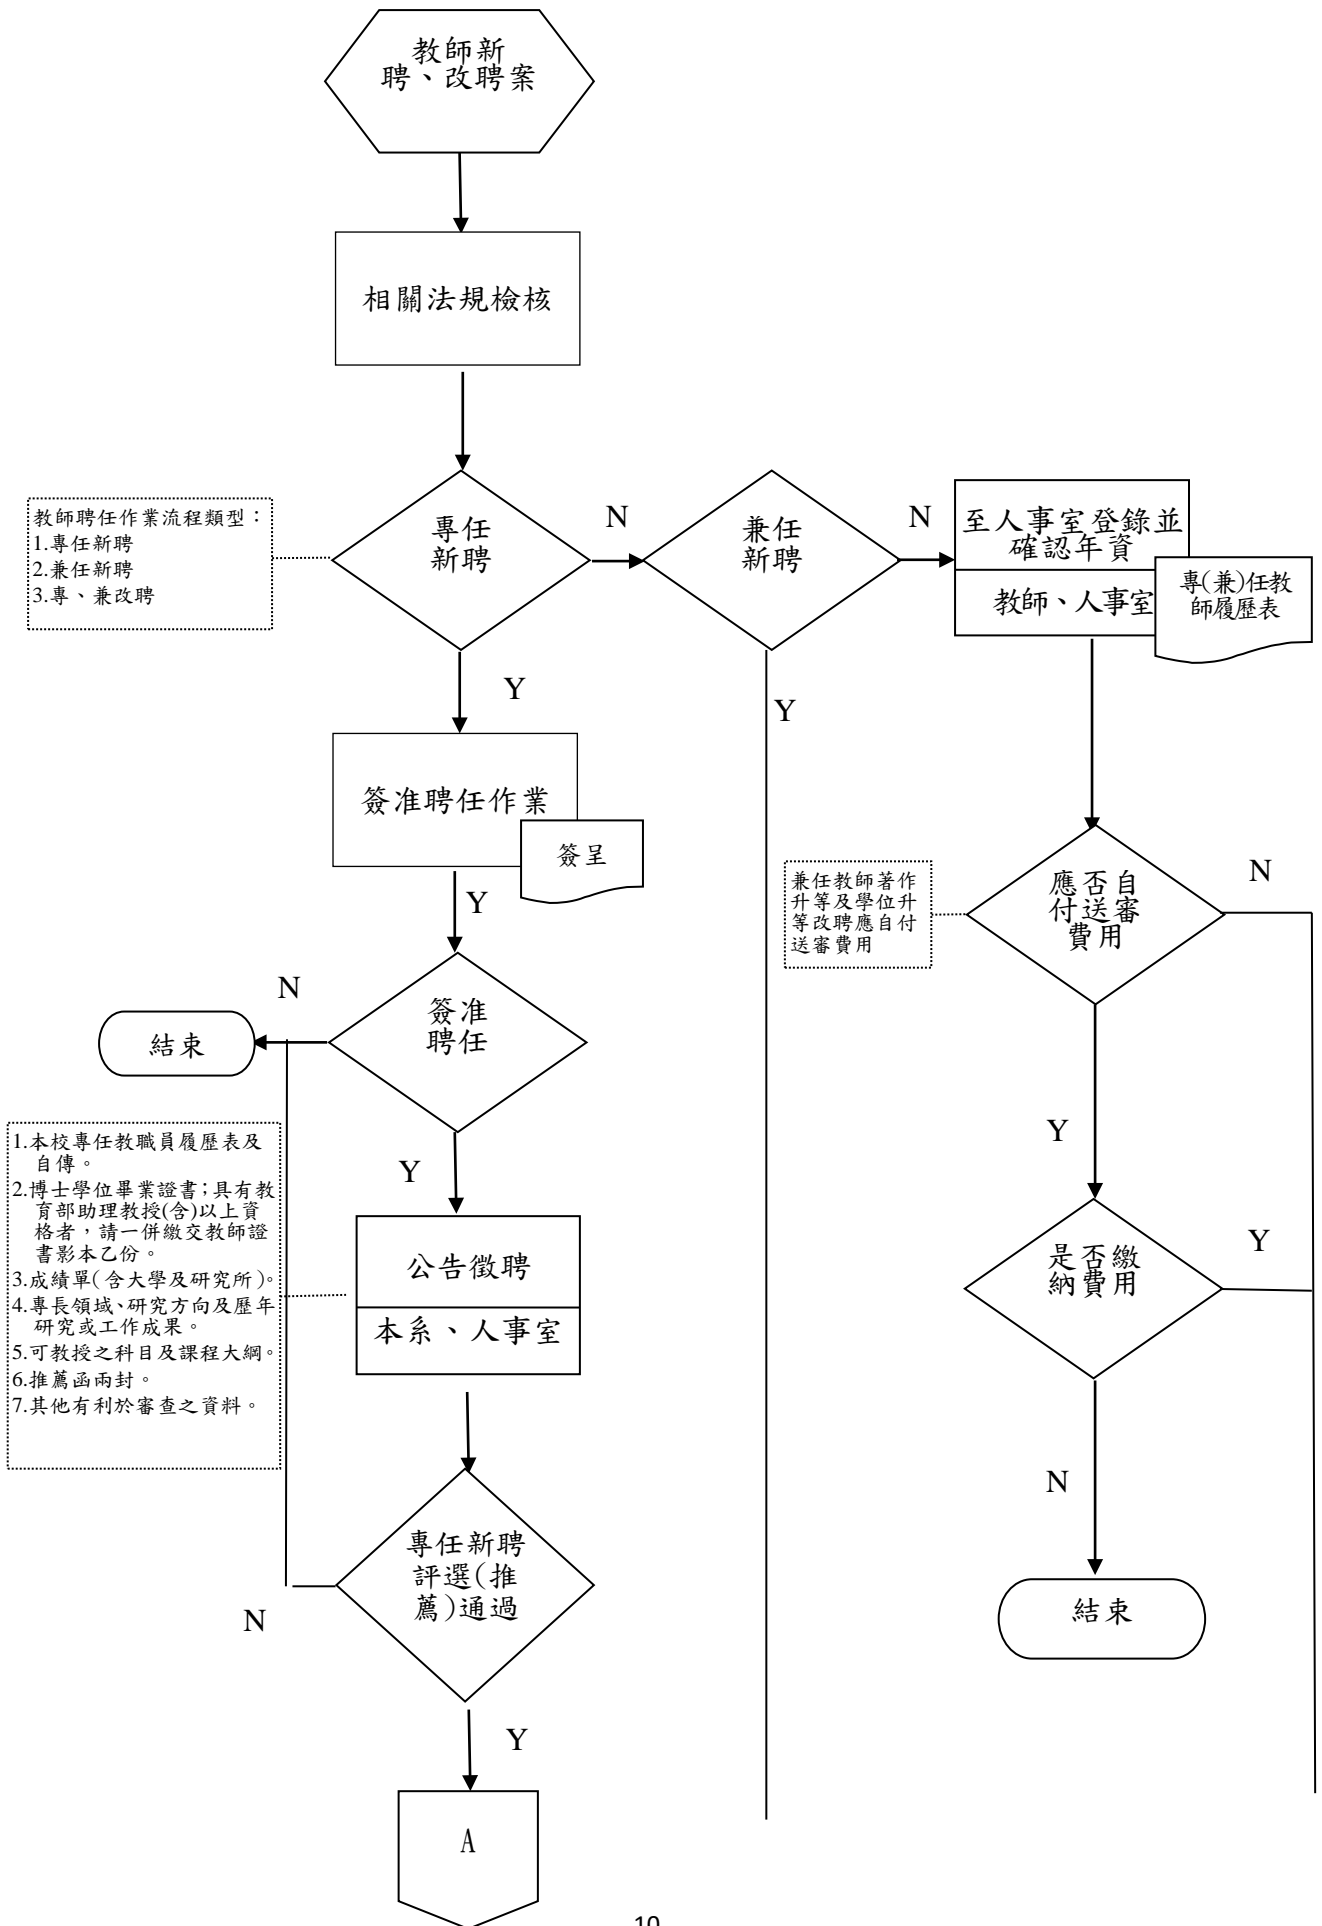 教師新
聘、改聘案
相關法規檢核
教師聘任作業流程類型：
1.專任新聘
2.兼任新聘
3.專、兼改聘
專任
新聘
N
兼任
新聘
N
至人事室登錄並
確認年資
教師、人事室
專(兼)任教
師履歷表
Y
Y
簽准聘任作業
簽呈
Y
兼任教師著作
升等及學位升
等改聘應自付
送審費用
應否自
付送審
費用
N
N
簽准
聘任
結束
Y
Y
1.本校專任教職員履歷表及
自傳。
2.博士學位畢業證書；具有教
育部助理教授(含)以上資
格者，請一併繳交教師證
書影本乙份。
3.成績單(含大學及研究所)。
4.專長領域、研究方向及歷年
研究或工作成果。
5.可教授之科目及課程大綱。
6.推薦函兩封。
7.其他有利於審查之資料。
公告徵聘
本系、人事室
是否繳
納費用
Y
N
專任新聘
評選(推
薦)通過
N
結束
Y
A
10